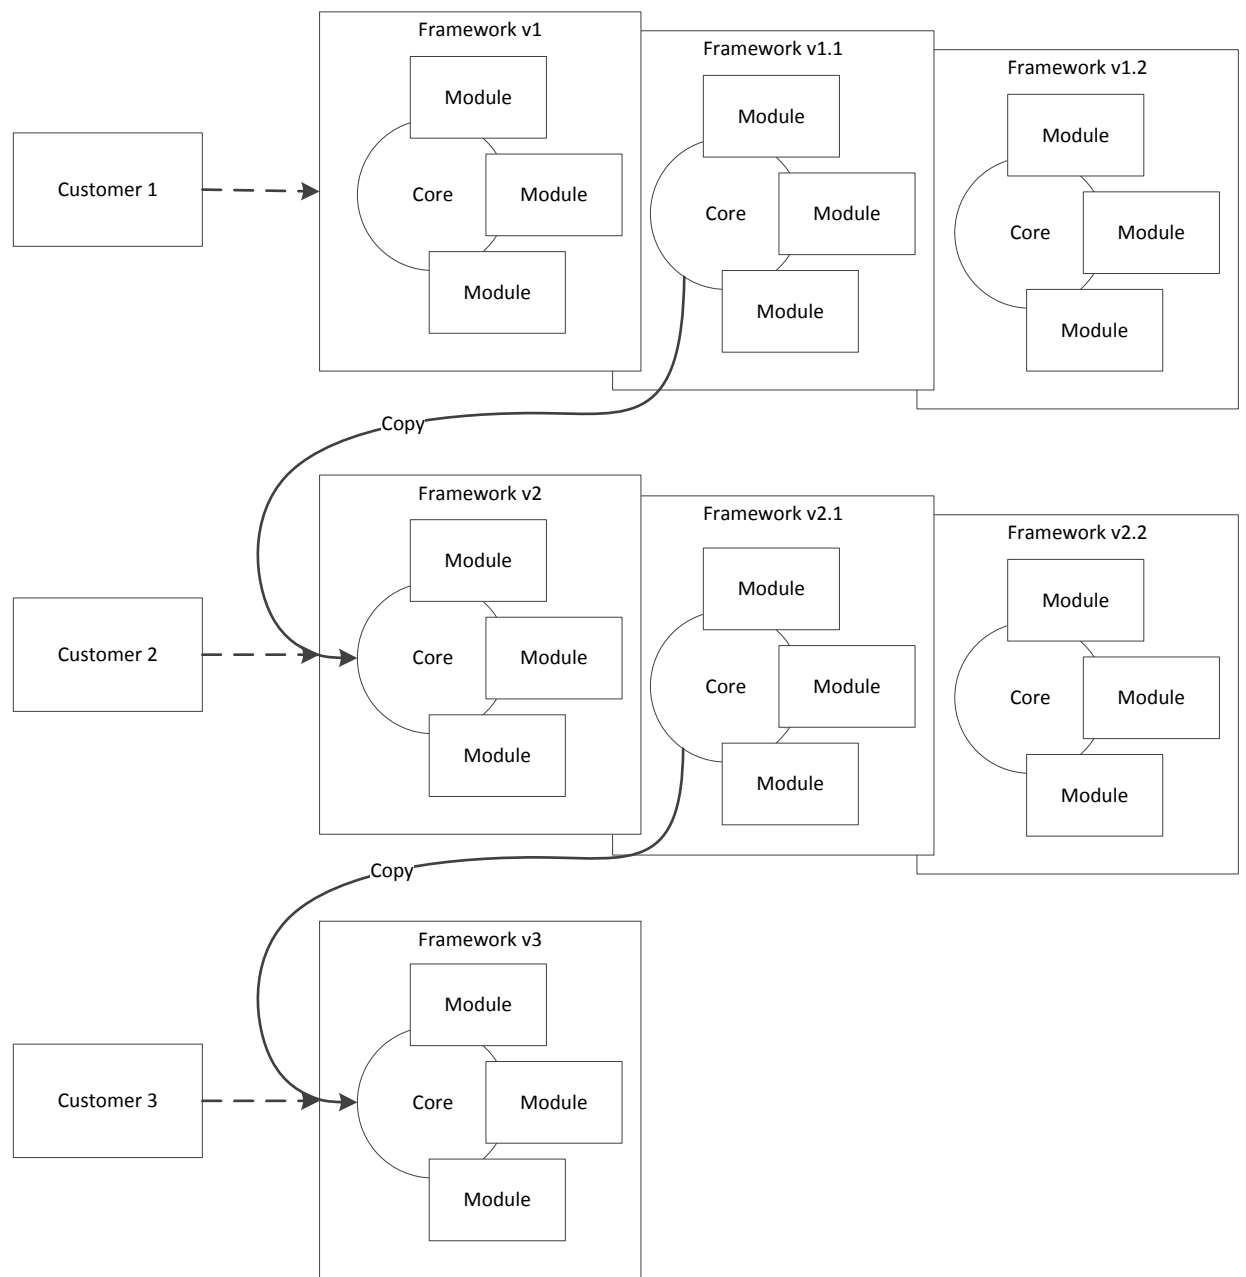 Framework v1
Framework v1.1
Framework v1.2
Module
Module
Module
Customer 1
Core
Module
Core
Module
Core
Module
Module
Module
Module
Copy
Framework v2
Framework v2.1
Framework v2.2
Module
Module
Module
Customer 2
Core
Module
Core
Module
Core
Module
Module
Module
Module
Copy
Framework v3
Module
Customer 3
Core
Module
Module